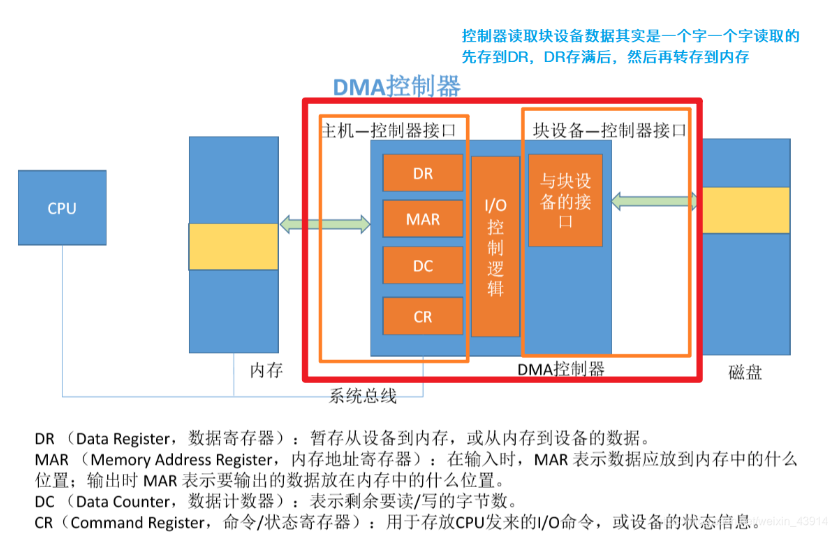 控制器读取块设备数据其实是一个字一个字读取的
先存到DR，DR存满后，然后再转存到内存
DMA控制器
主机—控制器接口
块设备—控制器接口
CPU
DR
MAR
DC
CR
I/O
控
制
逻
辑
与块设
备的接
口
内存
DMA控制器
磁盘
系统总线
DR （Data Register，数据寄存器）：暂存从设备到内存，或从内存到设备的数据。
MAR （Memory Address Register，内存地址寄存器）：在输入时，MAR 表示数据应放到内存中的什么
位置；输出时 MAR 表示要输出的数据放在内存中的什么位置。
DC （Data Counter，数据计数器）：表示剩余要读/写的字节数。
CR（Command Register，命令/状态寄存器）：用于存放CPU发来的I/O命令，或设备的状态信息。
weixin_43914